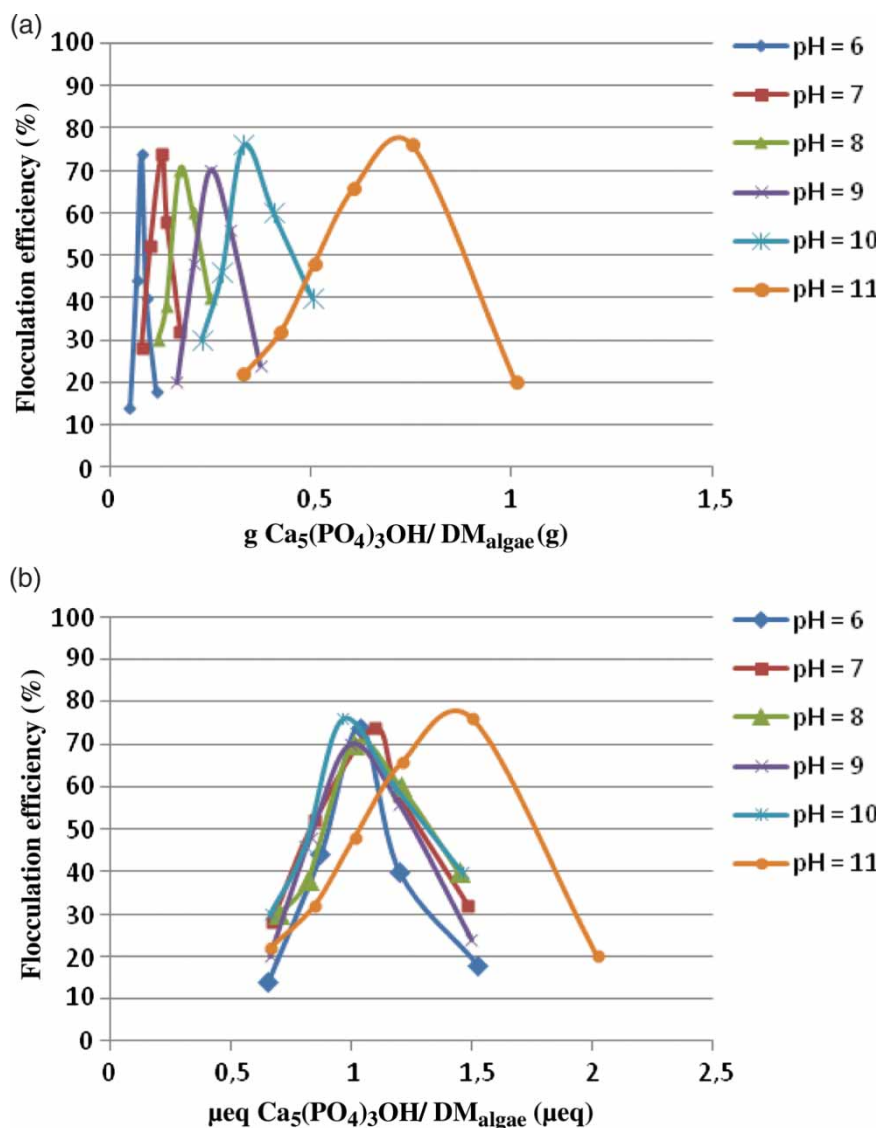 (a)
100
90
80
70
60
50
40
30
20
10
0
Flocculation efficiency (%)
0 0,5 1 1,5
g Ca₅(PO₄)₃OH/ DMₐₗgₐₑ (g)
pH = 6
pH = 7
pH = 8
pH = 9
pH = 10
pH = 11
(b)
100
90
80
70
60
50
40
30
20
10
0
Flocculation efficiency (%)
0 0,5 1 1,5 2 2,5
µeq Ca₅(PO₄)₃OH/ DMₐₗgₐₑ (µeq)
pH = 6
pH = 7
pH = 8
pH = 9
pH = 10
pH = 11